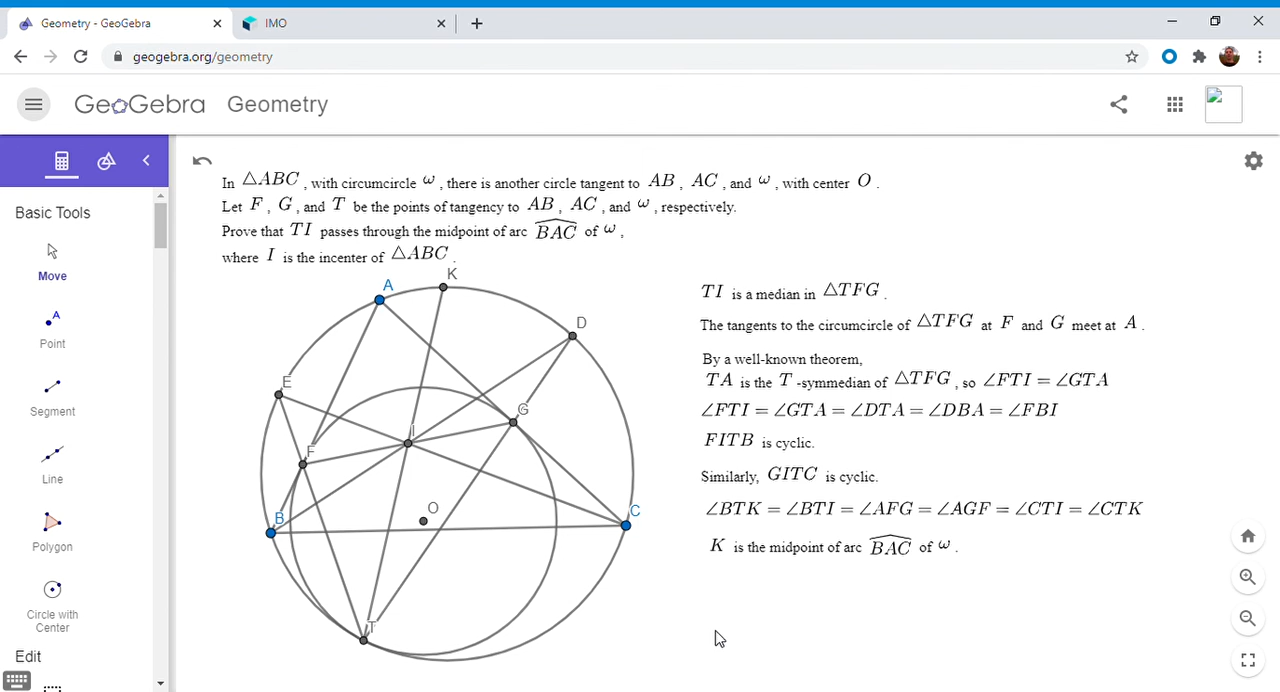 Geometry - GeoGebra
IMO
geogebra.org/geometry
GeoGebra Geometry
In △ABC , with circumcircle ω , there is another circle tangent to AB , AC , and ω , with center O .
Let F , G , and T be the points of tangency to AB , AC , and ω , respectively.
Prove that TI passes through the midpoint of arc \overset{\frown}{BAC} of ω ,
where I is the incenter of △ABC .
Basic Tools
Move
Point
Segment
Line
Polygon
Circle with
Center
Edit
A
K
D
E
G
I
F
O
B
C
T
TI is a median in △TFG .
The tangents to the circumcircle of △TFG at F and G meet at A .
By a well-known theorem,
TA is the T -symmedian of △TFG , so ∠FTI = ∠GTA
∠FTI = ∠GTA = ∠DTA = ∠DBA = ∠FBI
FITB is cyclic.
Similarly, GITC is cyclic.
∠BTK = ∠BTI = ∠AFG = ∠AGF = ∠CTI = ∠CTK
K is the midpoint of arc \overset{\frown}{BAC} of ω .